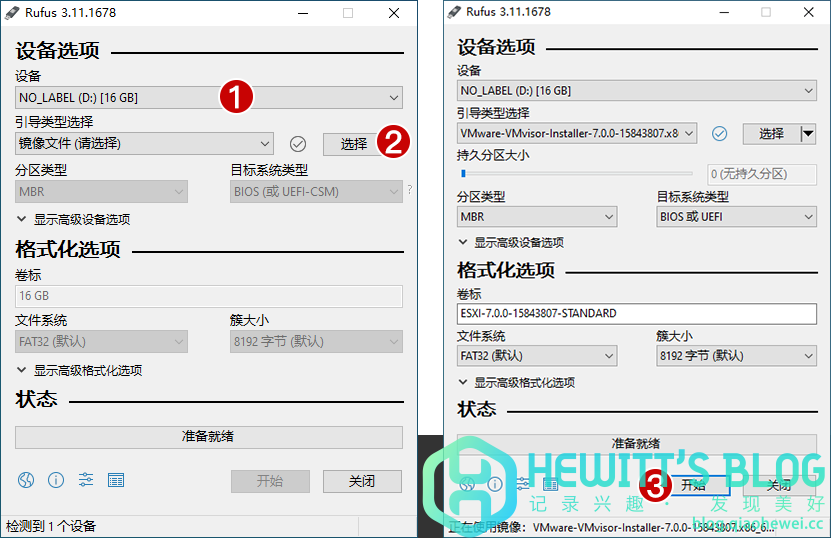 Rufus 3.11.1678
设备选项
设备
NO_LABEL (D:) [16 GB]
1
引导类型选择
镜像文件 (请选择)
选择
2
分区类型
目标系统类型
MBR
BIOS (或 UEFI-CSM)
?
显示高级设备选项
格式化选项
卷标
16 GB
文件系统
簇大小
FAT32 (默认)
8192 字节 (默认)
显示高级格式化选项
状态
准备就绪
开始
关闭
检测到 1 个设备
Rufus 3.11.1678
设备选项
设备
NO_LABEL (D:) [16 GB]
引导类型选择
VMware-VMvisor-Installer-7.0.0-15843807.x8
选择
持久分区大小
0 (无持久分区)
分区类型
目标系统类型
MBR
BIOS 或 UEFI
显示高级设备选项
格式化选项
卷标
ESXI-7.0.0-15843807-STANDARD
文件系统
簇大小
FAT32 (默认)
8192 字节 (默认)
显示高级格式化选项
状态
准备就绪
HEWITT'S BLOG
3
开始
关闭
记录兴趣·发现美好
正在使用镜像: VMware-VMvisor-Installer-7.0.0-15843807.x86_6...
blog.qiaohewei.cc